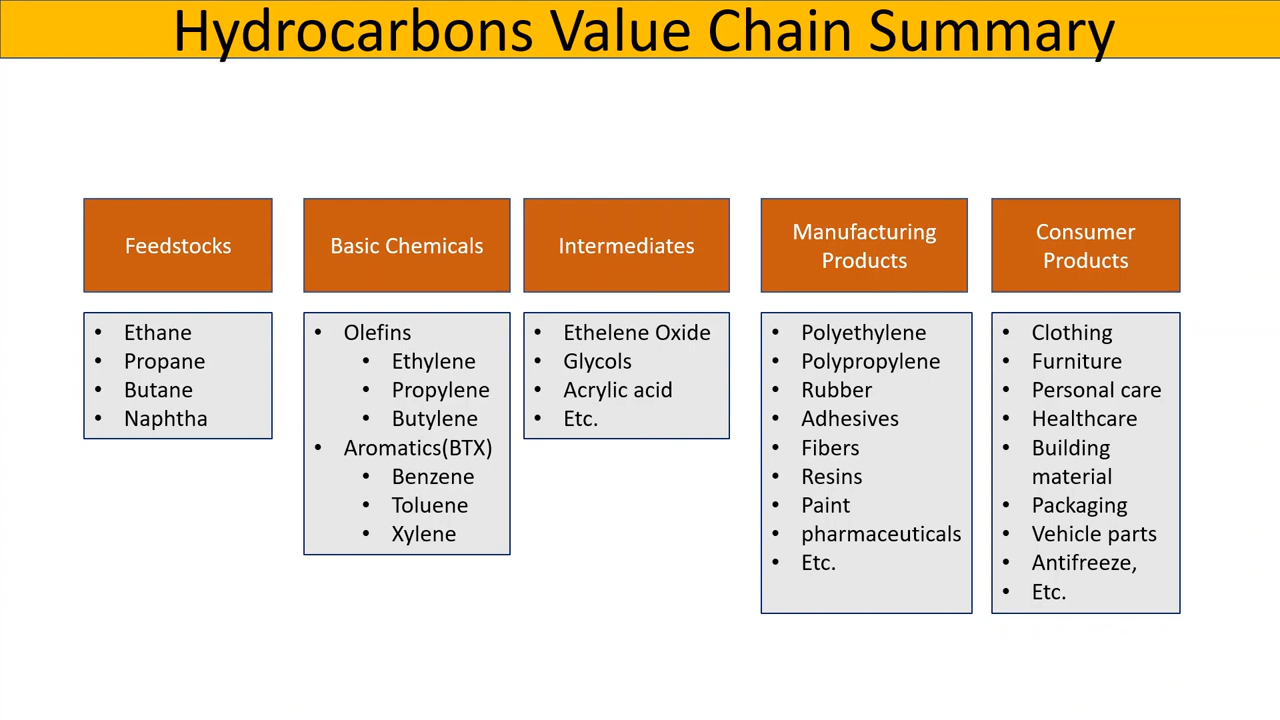 Hydrocarbons Value Chain Summary
Feedstocks
• Ethane
• Propane
• Butane
• Naphtha
Basic Chemicals
• Olefins
• Ethylene
• Propylene
• Butylene
• Aromatics(BTX)
• Benzene
• Toluene
• Xylene
Intermediates
• Ethelene Oxide
• Glycols
• Acrylic acid
• Etc.
Manufacturing
Products
• Polyethylene
• Polypropylene
• Rubber
• Adhesives
• Fibers
• Resins
• Paint
• pharmaceuticals
• Etc.
Consumer
Products
• Clothing
• Furniture
• Personal care
• Healthcare
• Building
material
• Packaging
• Vehicle parts
• Antifreeze,
• Etc.